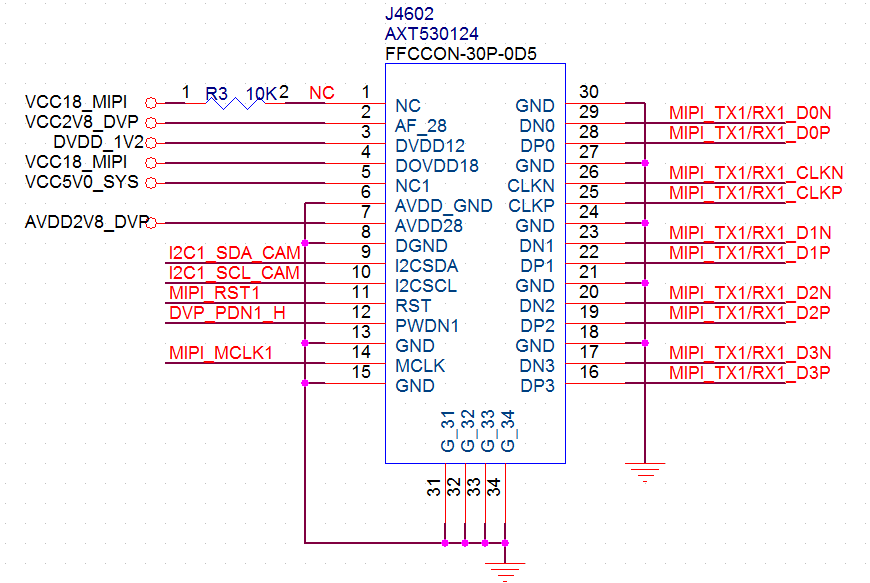 J4602
AXT530124
FFCCON-30P-0D5
VCC18_MIPI 1 R3 10K 2 NC 1 NC
VCC2V8_DVP 2 AF_28
DVDD_1V2 3 DVDD12
VCC18_MIPI 4 DOVDD18
VCC5V0_SYS 5 NC1
6 AVDD_GND
AVDD2V8_DVP 7 AVDD28
8 DGND
I2C1_SDA_CAM 9 I2CSDA
I2C1_SCL_CAM 10 I2CSCL
MIPI_RST1 11 RST
DVP_PDN1_H 12 PWDN1
13 GND
MIPI_MCLK1 14 MCLK
15 GND
GND 30
DN0 29 MIPI_TX1/RX1_D0N
DP0 28 MIPI_TX1/RX1_D0P
GND 27
CLKN 26 MIPI_TX1/RX1_CLKN
CLKP 25 MIPI_TX1/RX1_CLKP
GND 24
DN1 23 MIPI_TX1/RX1_D1N
DP1 22 MIPI_TX1/RX1_D1P
GND 21
DN2 20 MIPI_TX1/RX1_D2N
DP2 19 MIPI_TX1/RX1_D2P
GND 18
DN3 17 MIPI_TX1/RX1_D3N
DP3 16 MIPI_TX1/RX1_D3P
G_31 G_32 G_33 G_34
31 32 33 34